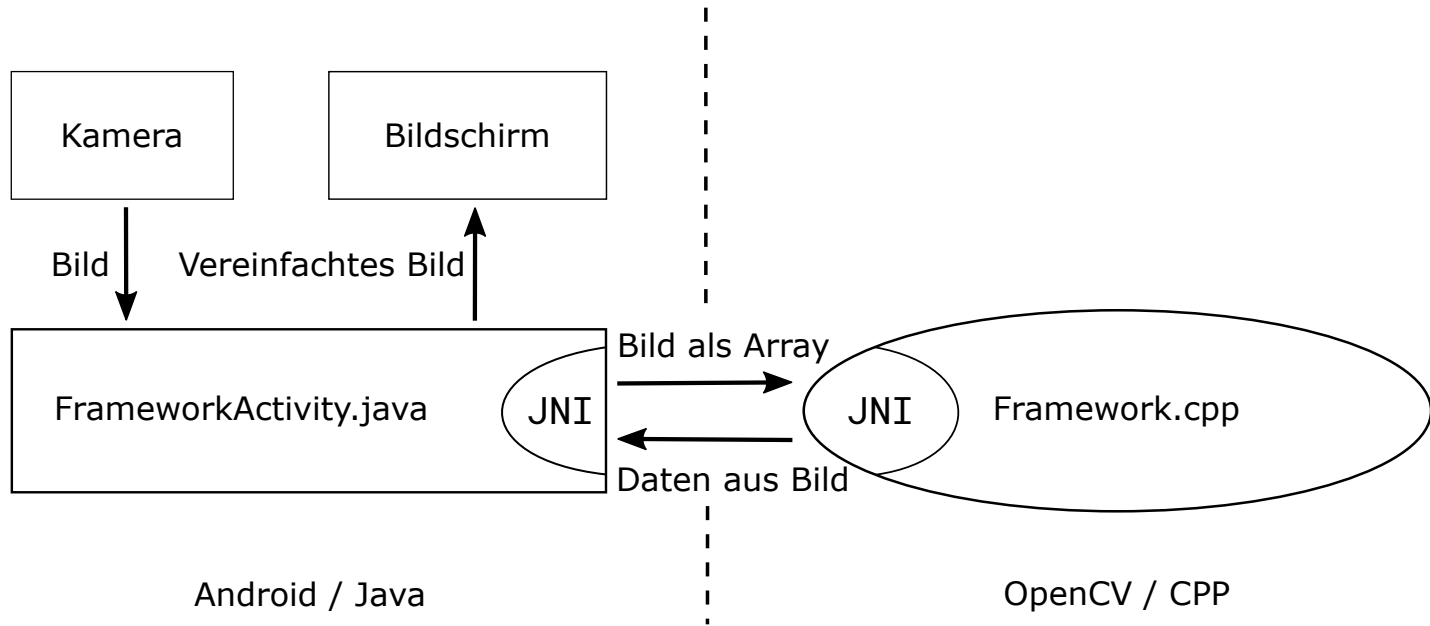 Kamera
Bildschirm
Bild
Vereinfachtes Bild
Bild als Array
FrameworkActivity.java
JNI
JNI
Framework.cpp
Daten aus Bild
Android / Java
OpenCV / CPP